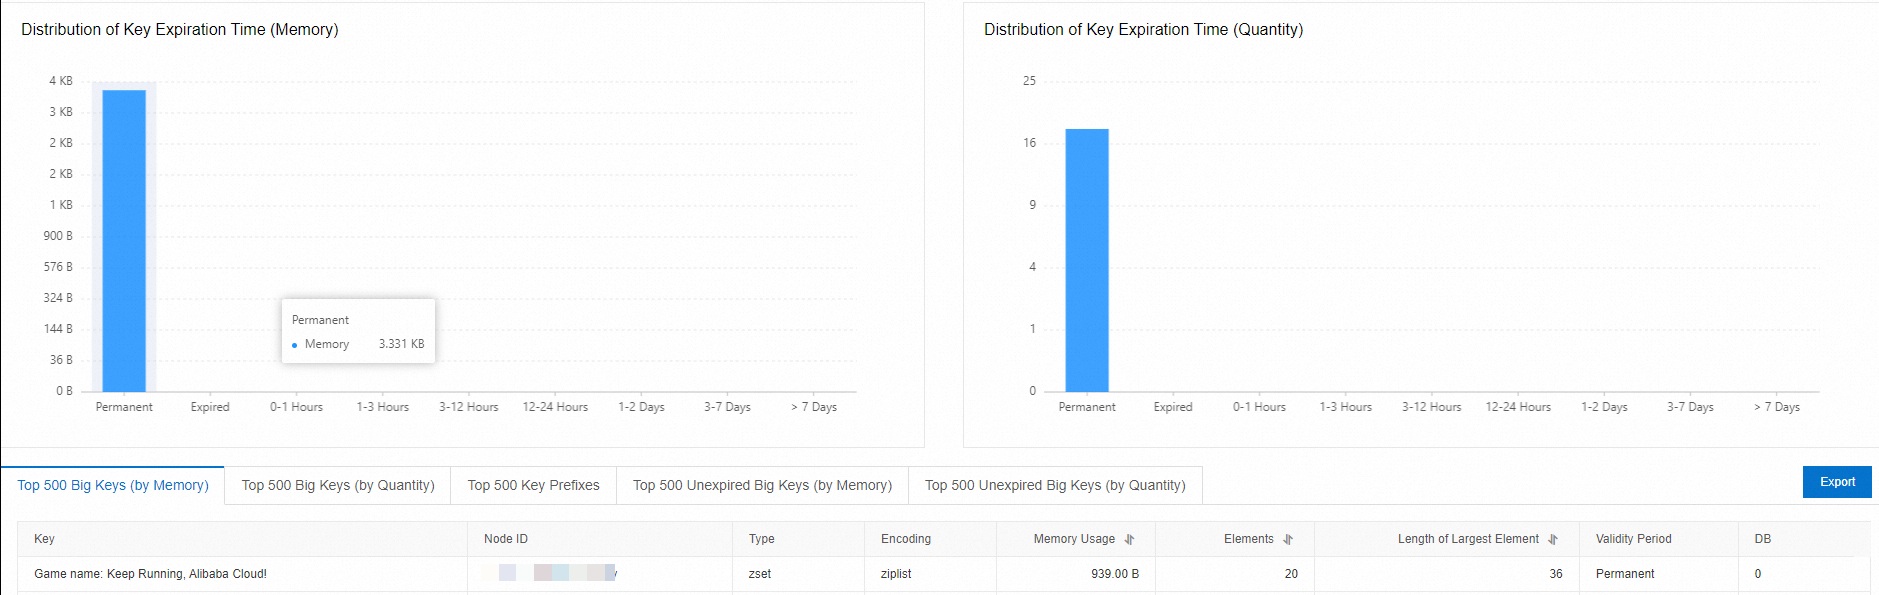 Distribution of Key Expiration Time (Memory)
4 KB
3 KB
2 KB
2 KB
1 KB
900 B
576 B
324 B
144 B
36 B
0 B
Permanent
Memory 3.331 KB
Permanent Expired 0-1 Hours 1-3 Hours 3-12 Hours 12-24 Hours 1-2 Days 3-7 Days > 7 Days
Distribution of Key Expiration Time (Quantity)
25
16
9
4
1
0
Permanent Expired 0-1 Hours 1-3 Hours 3-12 Hours 12-24 Hours 1-2 Days 3-7 Days > 7 Days
Top 500 Big Keys (by Memory) Top 500 Big Keys (by Quantity) Top 500 Key Prefixes Top 500 Unexpired Big Keys (by Memory) Top 500 Unexpired Big Keys (by Quantity) Export
Key Node ID Type Encoding Memory Usage Elements Length of Largest Element Validity Period DB
Game name: Keep Running, Alibaba Cloud! zset ziplist 939.00 B 20 36 Permanent 0